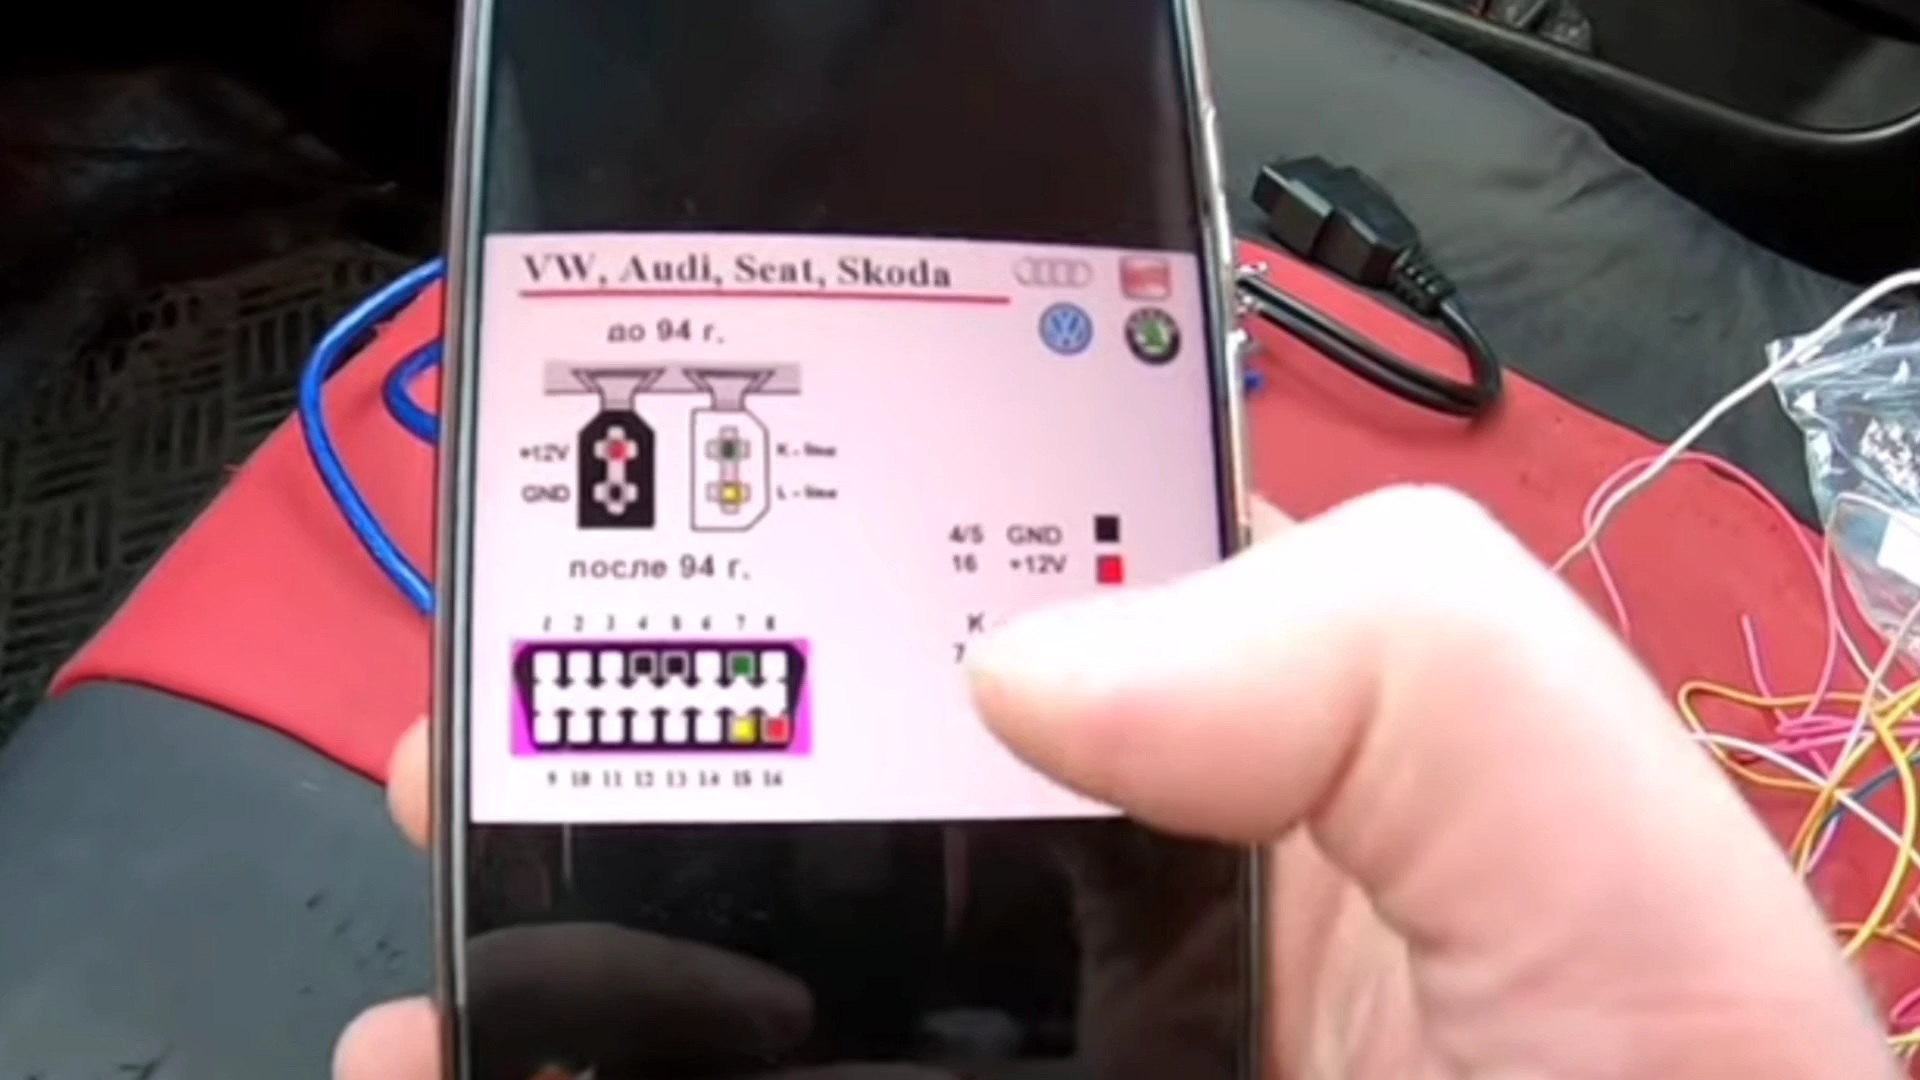 VW, Audi, Seat, Skoda
до 94 г.
+12V
K - line
GND
L - line
после 94 г.
4/5 GND
16 +12V
K -
7
1 2 3 4 5 6 7 8
9 10 11 12 13 14 15 16